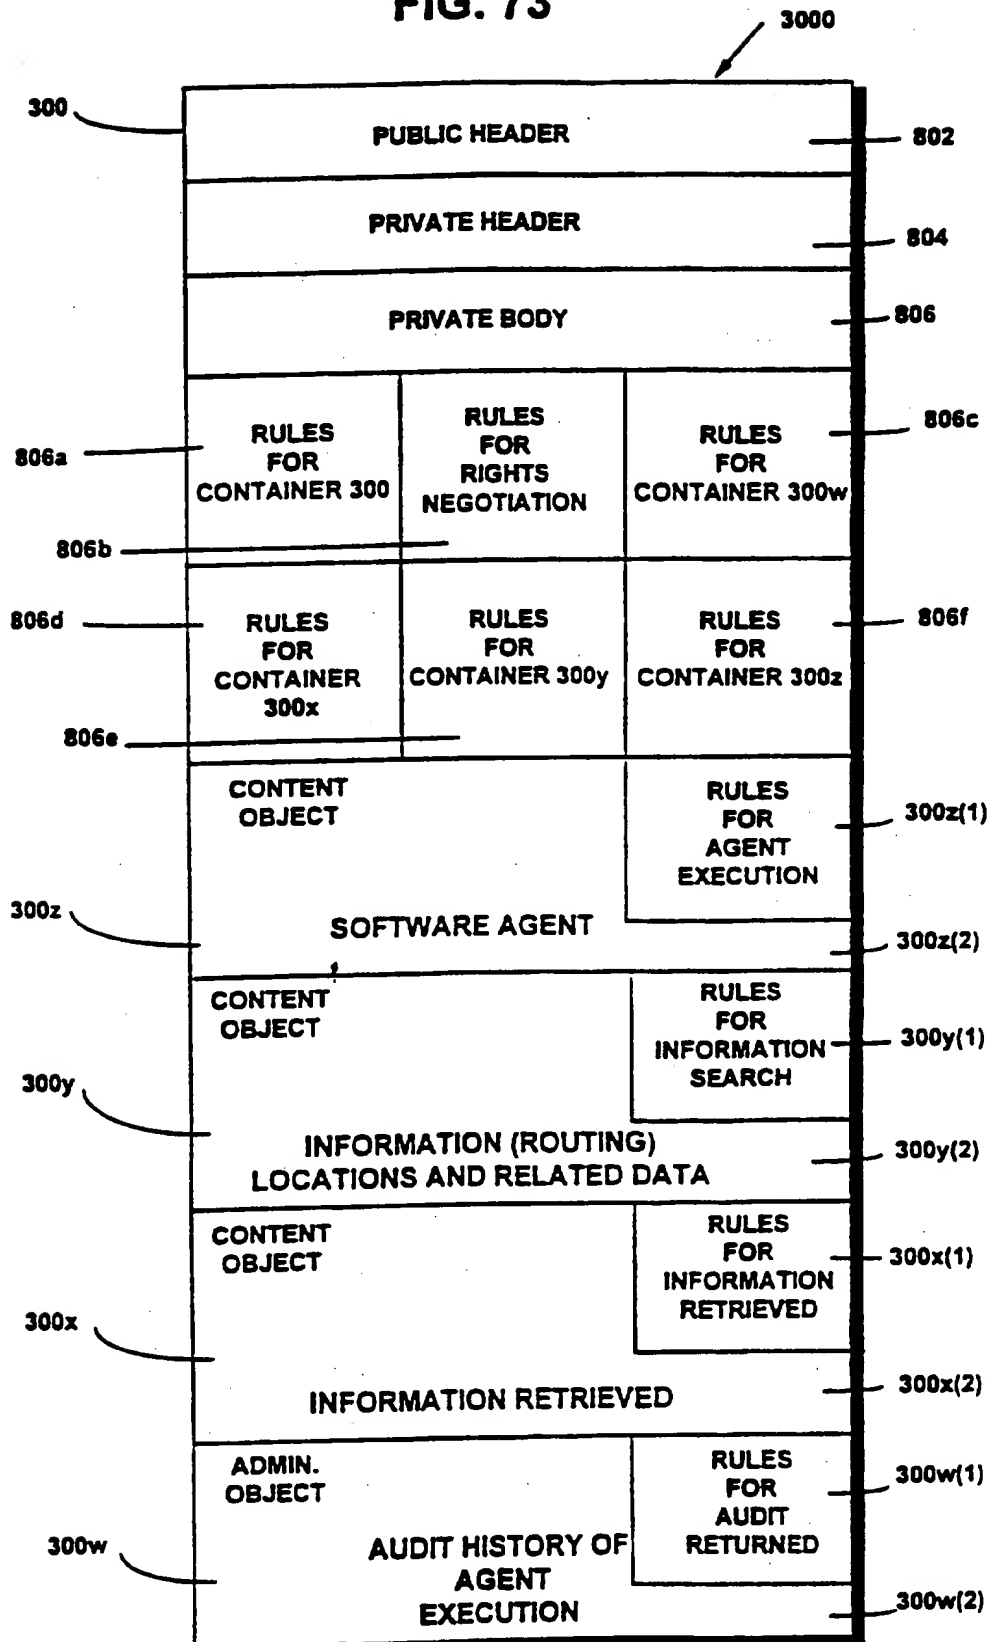 FIG. 73
3000
300
PUBLIC HEADER
802
PRIVATE HEADER
804
PRIVATE BODY
806
806a
RULES
FOR
CONTAINER 300
RULES
FOR
RIGHTS
NEGOTIATION
806b
RULES
FOR
CONTAINER 300w
806c
806d
RULES
FOR
CONTAINER
300x
RULES
FOR
CONTAINER 300y
806e
RULES
FOR
CONTAINER 300z
806f
CONTENT
OBJECT
RULES
FOR
AGENT
EXECUTION
300z(1)
300z
SOFTWARE AGENT
300z(2)
CONTENT
OBJECT
RULES
FOR
INFORMATION
SEARCH
300y(1)
300y
INFORMATION (ROUTING)
LOCATIONS AND RELATED DATA
300y(2)
CONTENT
OBJECT
RULES
FOR
INFORMATION
RETRIEVED
300x(1)
300x
INFORMATION RETRIEVED
300x(2)
ADMIN.
OBJECT
RULES
FOR
AUDIT
RETURNED
300w(1)
300w
AUDIT HISTORY OF
AGENT
EXECUTION
300w(2)